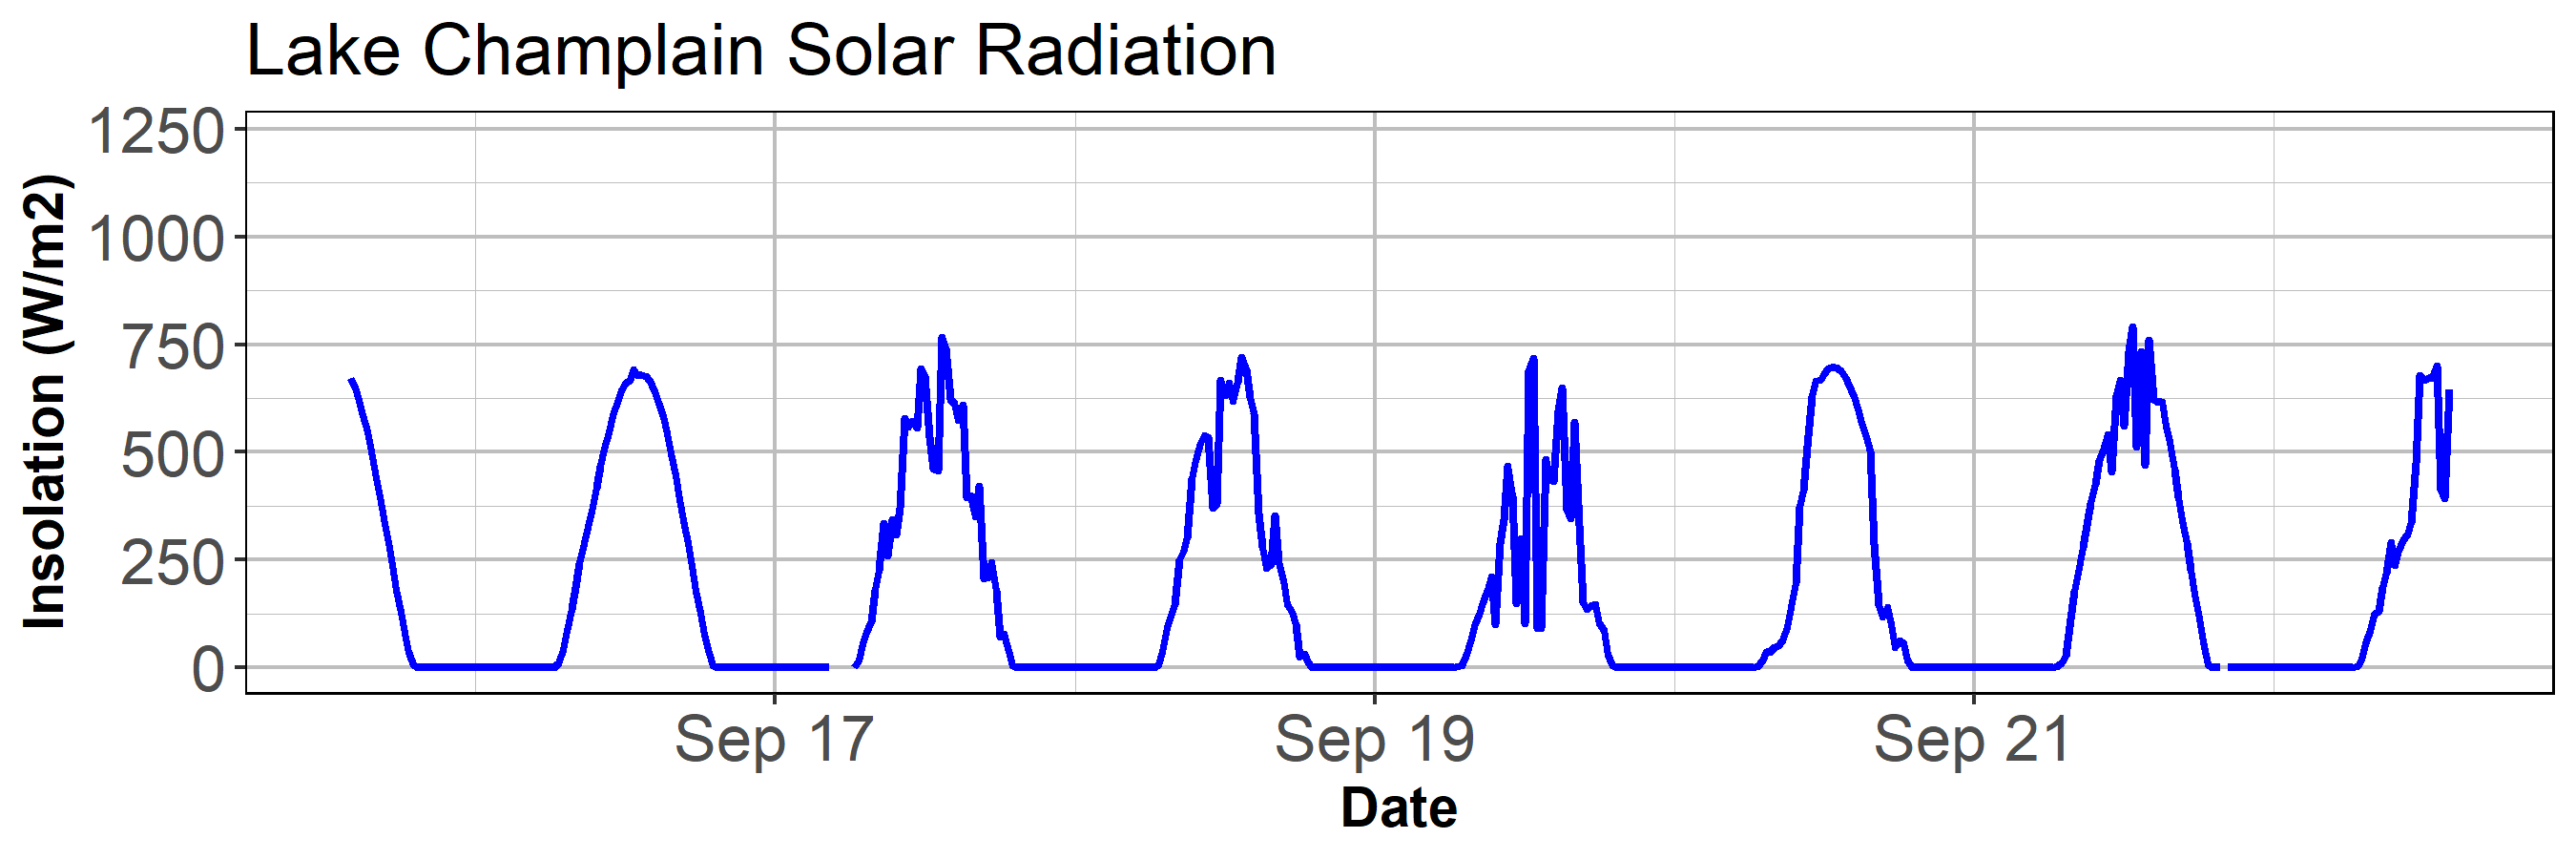 Lake Champlain Solar Radiation
Insolation (W/m2)
1250
1000
750
500
250
0
Sep 17 Sep 19 Sep 21
Date